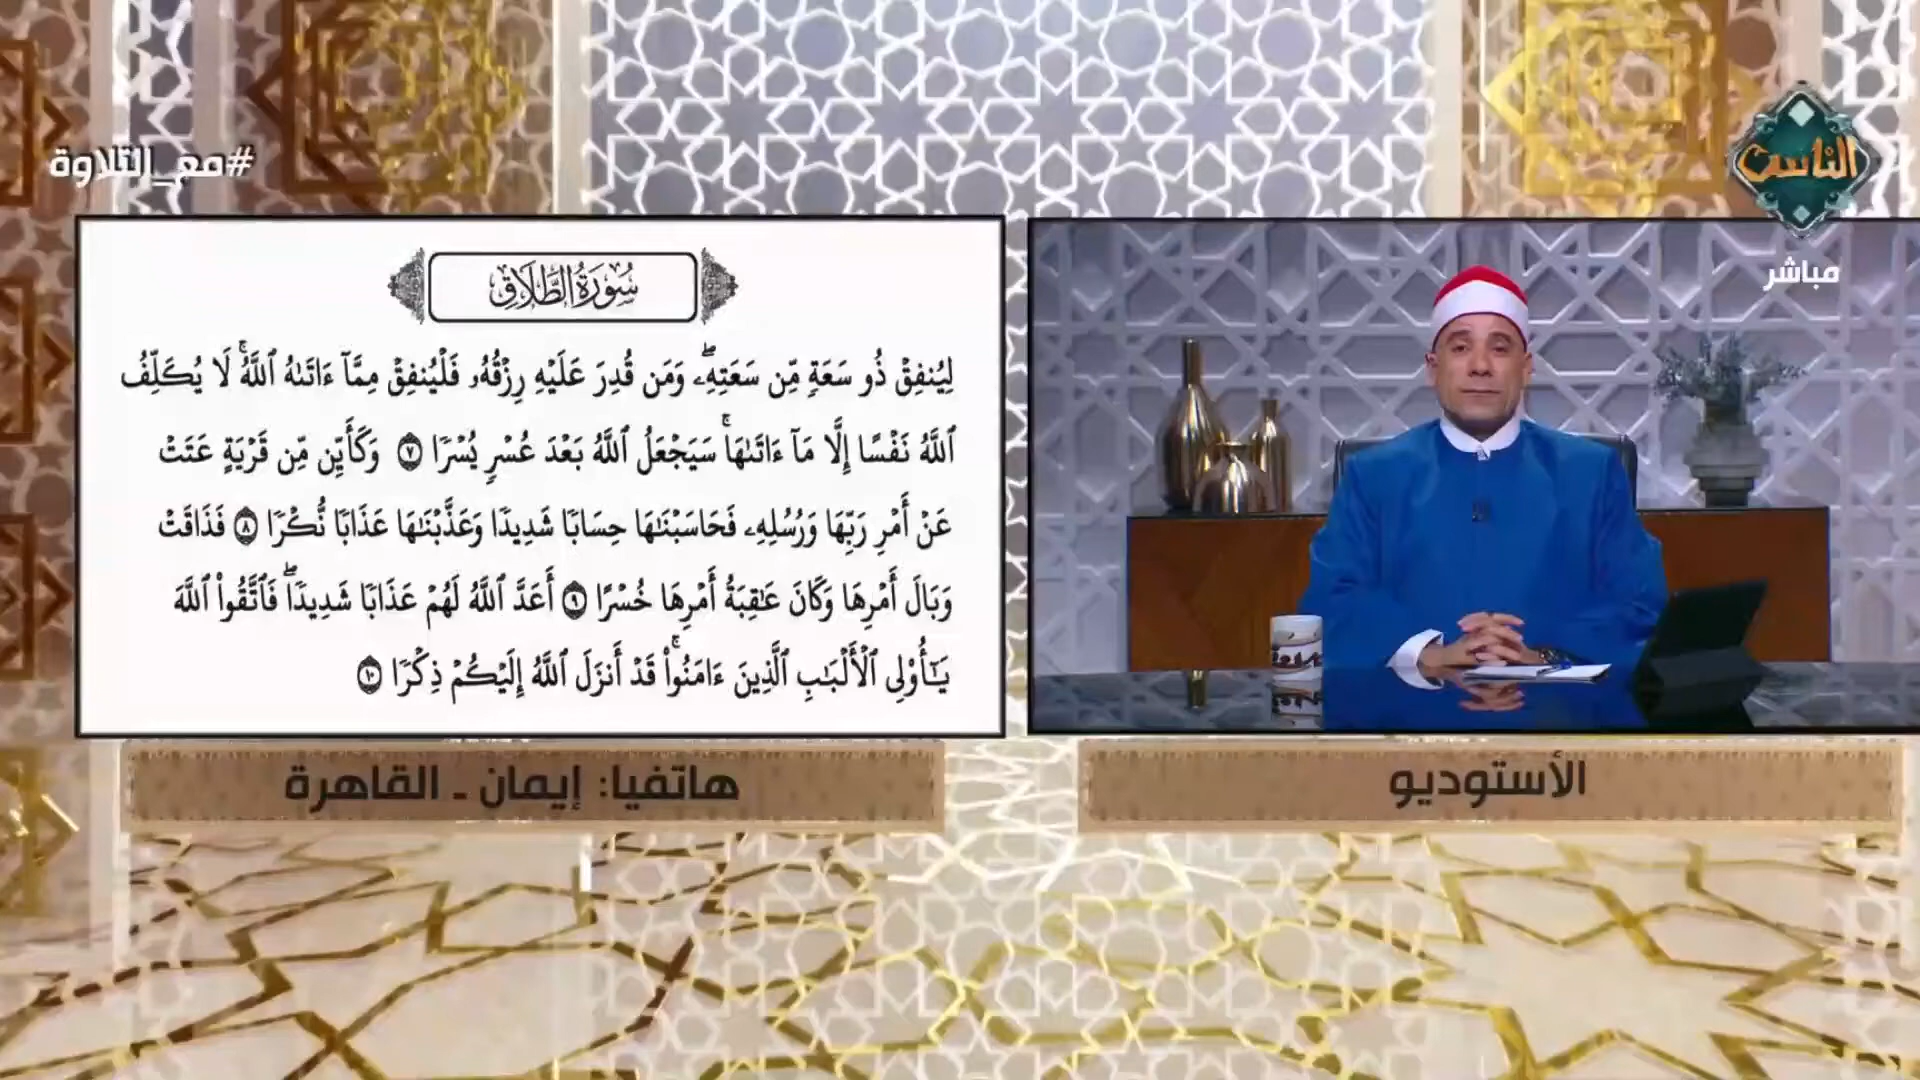 #مع_التلاوة
الناس
مباشر
سُورَةُ الطَّلَاقِ
لِيُنفِقْ ذُو سَعَةٍ مِّن سَعَتِهِۦۖ وَمَن قُدِرَ عَلَيْهِ رِزْقُهُۥ فَلْيُنفِقْ مِمَّآ ءَاتَىٰهُ ٱللَّهُۚ لَا يُكَلِّفُ
ٱللَّهُ نَفْسًا إِلَّا مَآ ءَاتَىٰهَاۚ سَيَجْعَلُ ٱللَّهُ بَعْدَ عُسْرٍ يُسْرًا ٧ وَكَأَيِّن مِّن قَرْيَةٍ عَتَتْ
عَنْ أَمْرِ رَبِّهَا وَرُسُلِهِۦ فَحَاسَبْنَٰهَا حِسَابًا شَدِيدًا وَعَذَّبْنَٰهَا عَذَابًا نُّكْرًا ٨ فَذَاقَتْ
وَبَالَ أَمْرِهَا وَكَانَ عَٰقِبَةُ أَمْرِهَا خُسْرًا ٩ أَعَدَّ ٱللَّهُ لَهُمْ عَذَابًا شَدِيدًاۖ فَٱتَّقُوا۟ ٱللَّهَ
يَٰٓأُو۟لِى ٱلْأَلْبَٰبِ ٱلَّذِينَ ءَامَنُوا۟ۚ قَدْ أَنزَلَ ٱللَّهُ إِلَيْكُمْ ذِكْرًا ١٠
الأستوديو
هاتفيا: إيمان - القاهرة